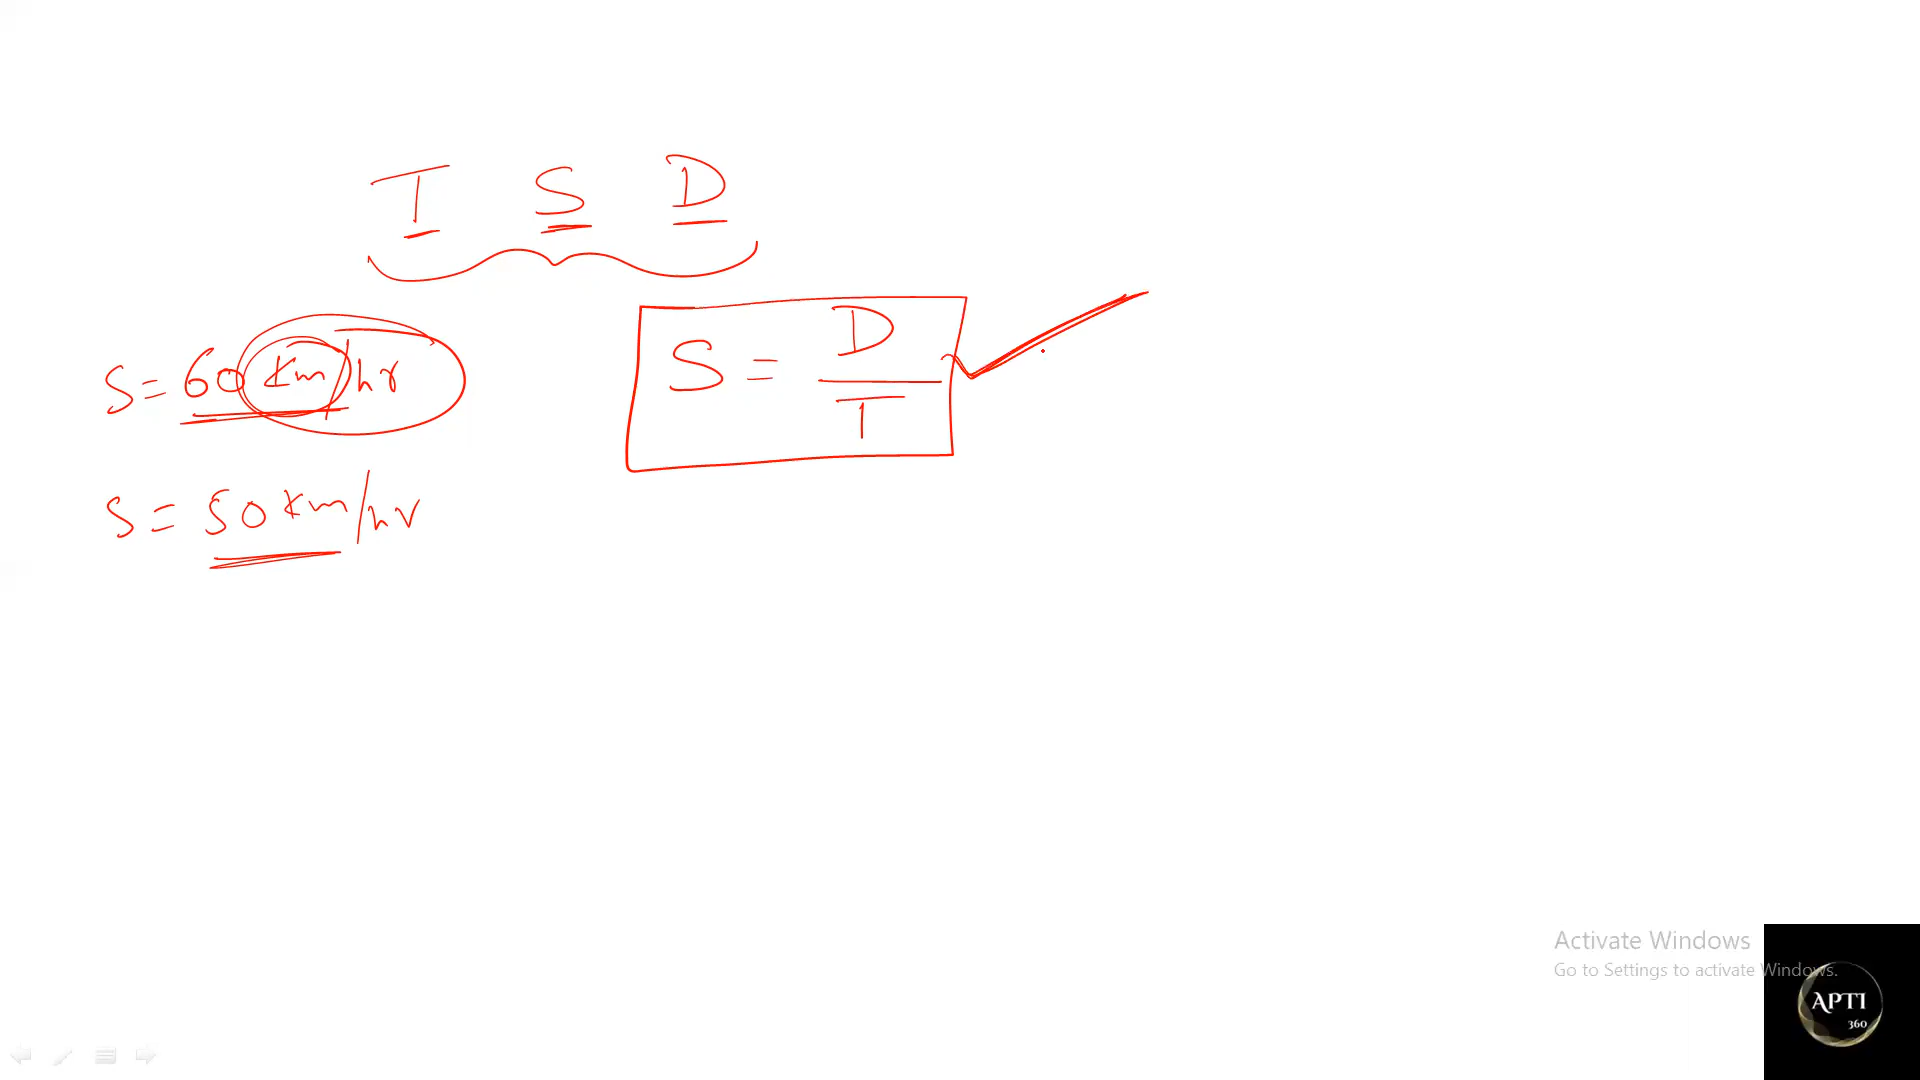 T S D
S = 60 km/hr
S = D/T
S = 50 km/hr
Activate Windows
Go to Settings to activate Windows.
APTI
360